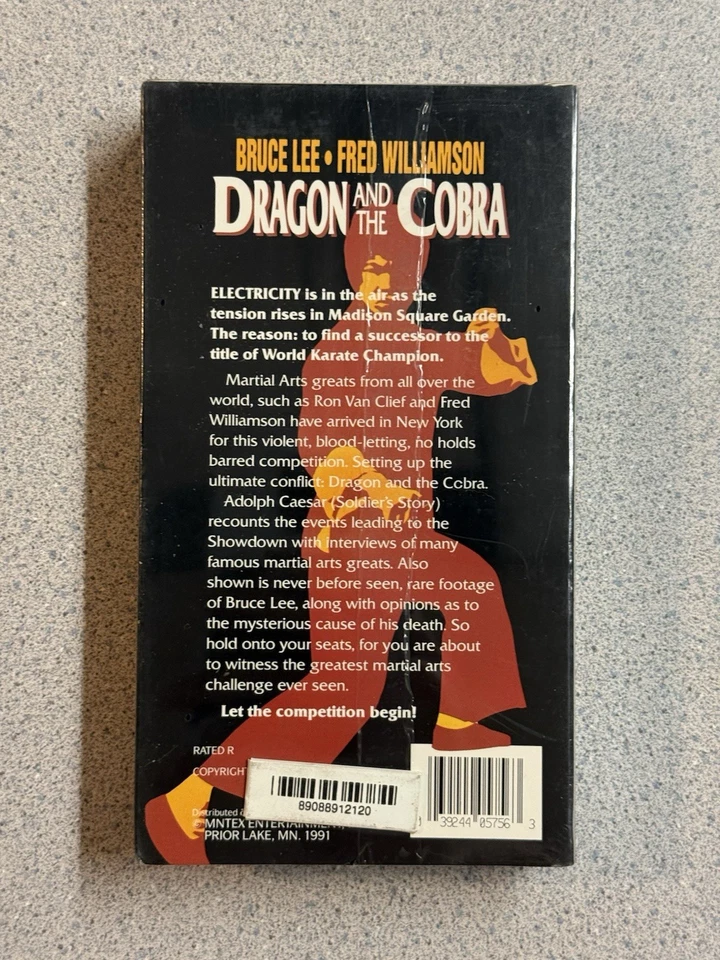 BRUCE LEE • FRED WILLIAMSON
DRAGON AND THE COBRA
ELECTRICITY is in the air as the
tension rises in Madison Square Garden.
The reason: to find a successor to the
title of World Karate Champion.
Martial Arts greats from all over the
world, such as Ron Van Clief and Fred
Williamson have arrived in New York
for this violent, blood-letting, no holds
barred competition. Setting up the
ultimate conflict: Dragon and the Cobra.
Adolph Caesar (Soldier's Story)
recounts the events leading to the
Showdown with interviews of many
famous martial arts greats. Also
shown is never before seen, rare footage
of Bruce Lee, along with opinions as to
the mysterious cause of his death. So
hold onto your seats, for you are about
to witness the greatest martial arts
challenge ever seen.
Let the competition begin!
RATED R
COPYRIGHT
89088912120
39244 05756 3
Distributed
© MNTEX ENTERTAINMENT,
PRIOR LAKE, MN. 1991